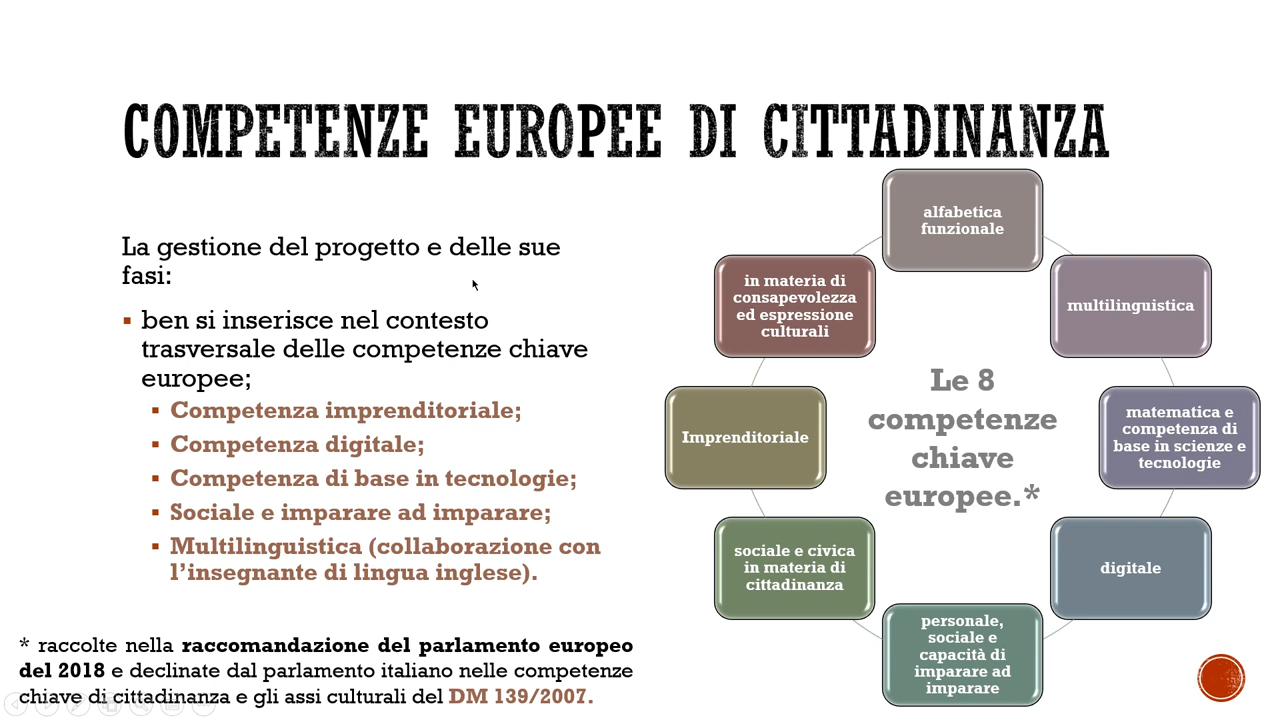 COMPETENZE EUROPEE DI CITTADINANZA
La gestione del progetto e delle sue
fasi:
ben si inserisce nel contesto
trasversale delle competenze chiave
europee;
Competenza imprenditoriale;
Competenza digitale;
Competenza di base in tecnologie;
Sociale e imparare ad imparare;
Multilinguistica (collaborazione con
l’insegnante di lingua inglese).
* raccolte nella raccomandazione del parlamento europeo
del 2018 e declinate dal parlamento italiano nelle competenze
chiave di cittadinanza e gli assi culturali del DM 139/2007.
Le 8
competenze
chiave
europee.*
alfabetica
funzionale
multilinguistica
matematica e
competenza di
base in scienze e
tecnologie
digitale
personale,
sociale e
capacità di
imparare ad
imparare
sociale e civica
in materia di
cittadinanza
Imprenditoriale
in materia di
consapevolezza
ed espressione
culturali